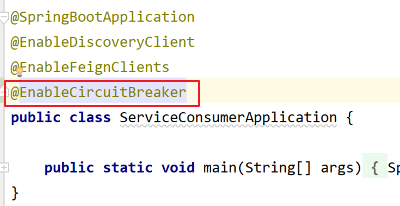 @SpringBootApplication
@EnableDiscoveryClient
@EnableFeignClients
@EnableCircuitBreaker
public class ServiceConsumerApplication {
public static void main(String[] args) { Sp
}